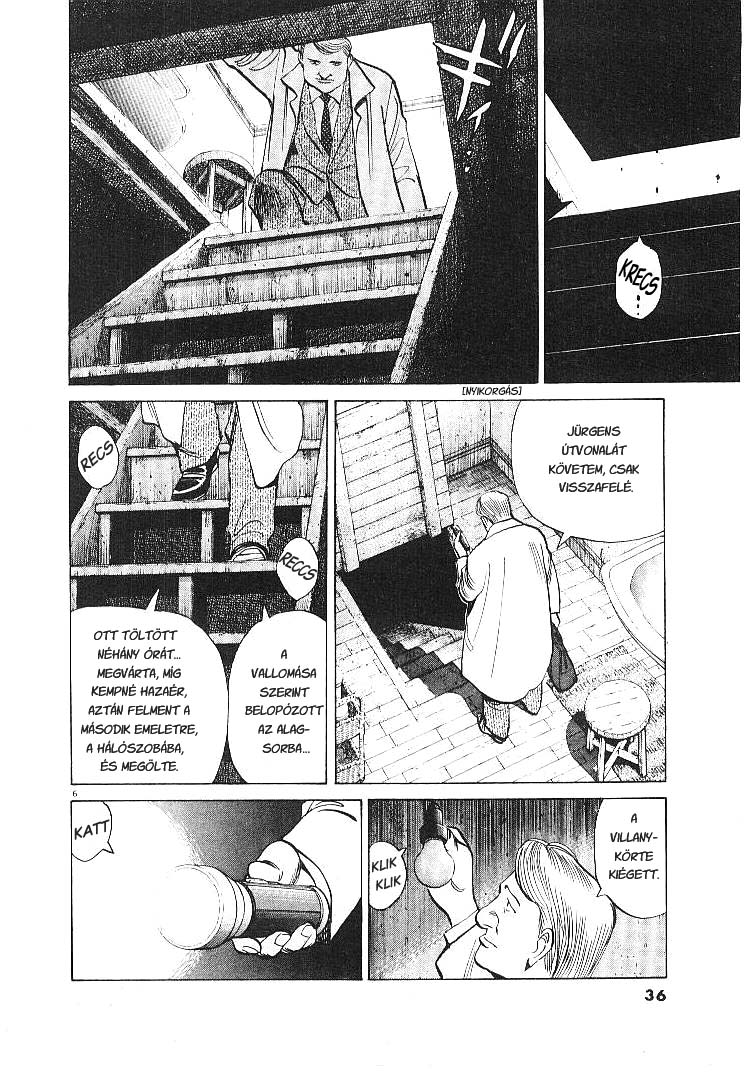 KRECS
...
[NYIKORGÁS]
JÜRGENS
ÚTVONALÁT
KÖVETEM, CSAK
VISSZAFELÉ.
RECS
RECCS
A
VALLOMÁSA
SZERINT
BELOPÓZOTT
AZ ALAG-
SORBA...
OTT TÖLTÖTT
NÉHÁNY ÓRÁT...
MEGVÁRTA, MÍG
KEMPNÉ HAZAÉR,
AZTÁN FELMENT A
MÁSODIK EMELETRE,
A HÁLÓSZOBÁBA,
ÉS MEGÖLTE.
6
A
VILLANY-
KÖRTE
KIÉGETT.
KLIK
KLIK
KATT
36